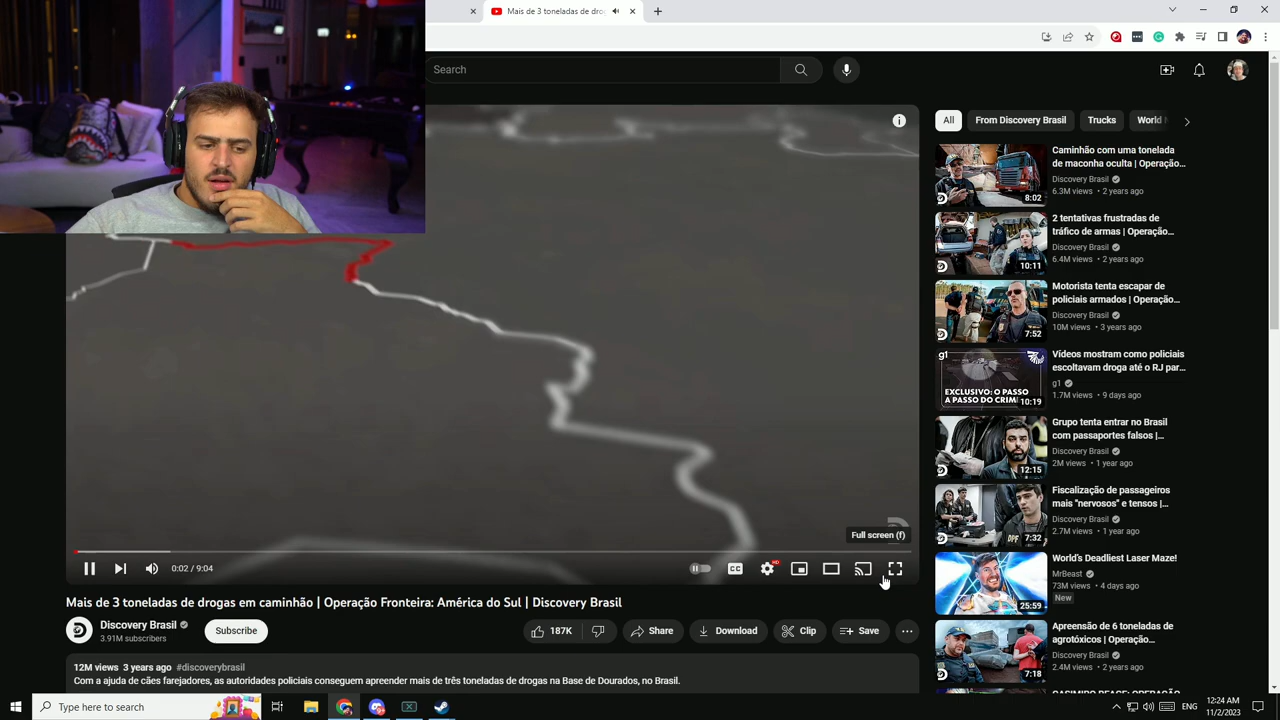 Mais de 3 toneladas de drog
Search
All
From Discovery Brasil
Trucks
World
Caminhão com uma tonelada
de maconha oculta | Operação...
Discovery Brasil
6.3M views • 2 years ago
8:02
2 tentativas frustradas de
tráfico de armas | Operação...
Discovery Brasil
6.4M views • 2 years ago
10:11
Motorista tenta escapar de
policiais armados | Operação...
Discovery Brasil
10M views • 3 years ago
7:52
g1
EXCLUSIVO: O PASSO
A PASSO DO CRIM
10:19
Vídeos mostram como policiais
escoltavam droga até o RJ par...
g1
1.7M views • 9 days ago
Grupo tenta entrar no Brasil
com passaportes falsos |...
Discovery Brasil
2M views • 1 year ago
12:15
Fiscalização de passageiros
mais "nervosos" e tensos |...
Discovery Brasil
2.7M views • 1 year ago
DPF
7:32
World's Deadliest Laser Maze!
MrBeast
73M views • 4 days ago
New
25:59
Apreensão de 6 toneladas de
agrotóxicos | Operação...
Discovery Brasil
2.4M views • 2 years ago
7:18
Full screen (f)
0:02 / 9:04
CC
HD
Mais de 3 toneladas de drogas em caminhão | Operação Fronteira: América do Sul | Discovery Brasil
Discovery Brasil
3.91M subscribers
Subscribe
187K
Share
Download
Clip
Save
12M views 3 years ago #discoverybrasil
Com a ajuda de cães farejadores, as autoridades policiais conseguem apreender mais de três toneladas de drogas na Base de Dourados, no Brasil.
Type here to search
ENG
12:24 AM
11/2/2023